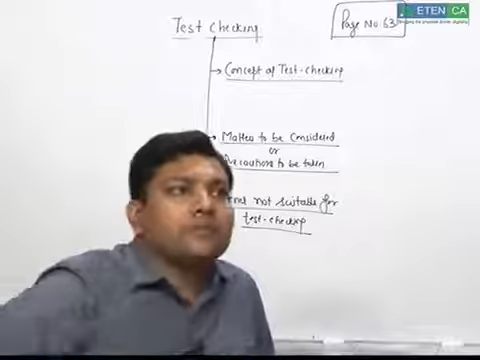 Test Checking
Page No 63
ETEN CA
Concept of Test-checking
Matters to be Considered
or
Precautions to be taken
not suitable for
test-checking